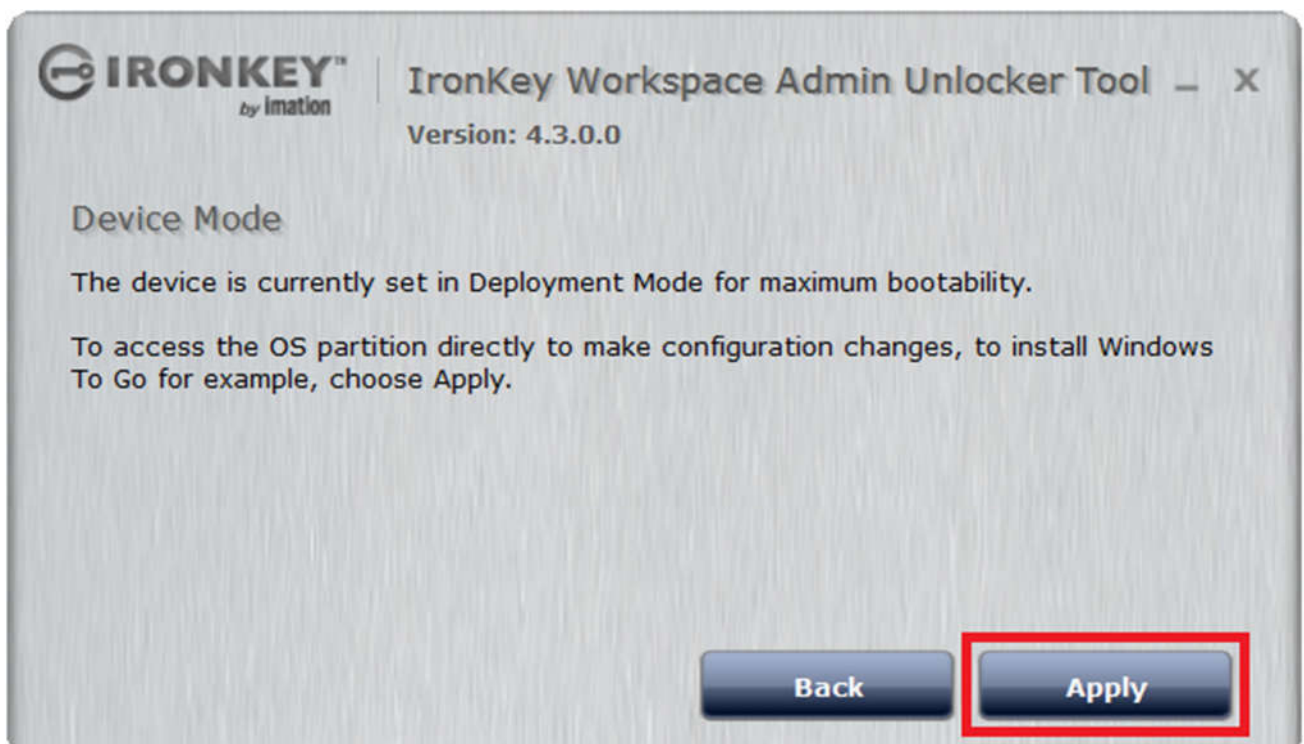 IRONKEY™
by imation
IronKey Workspace Admin Unlocker Tool
Version: 4.3.0.0
Device Mode
The device is currently set in Deployment Mode for maximum bootability.
To access the OS partition directly to make configuration changes, to install Windows
To Go for example, choose Apply.
Back
Apply